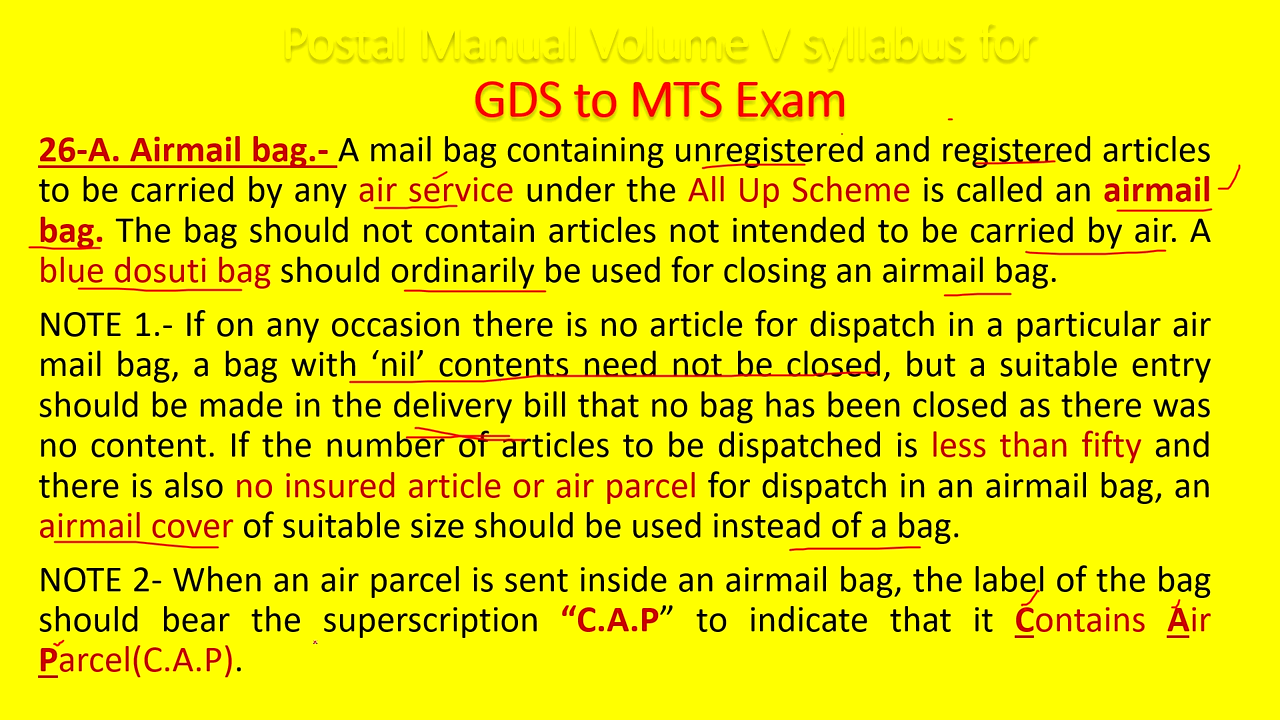 Postal Manual Volume V syllabus for
GDS to MTS Exam
26-A. Airmail bag.- A mail bag containing unregistered and registered articles
to be carried by any air service under the All Up Scheme is called an airmail
bag. The bag should not contain articles not intended to be carried by air. A
blue dosuti bag should ordinarily be used for closing an airmail bag.
NOTE 1.- If on any occasion there is no article for dispatch in a particular air
mail bag, a bag with ‘nil’ contents need not be closed, but a suitable entry
should be made in the delivery bill that no bag has been closed as there was
no content. If the number of articles to be dispatched is less than fifty and
there is also no insured article or air parcel for dispatch in an airmail bag, an
airmail cover of suitable size should be used instead of a bag.
NOTE 2- When an air parcel is sent inside an airmail bag, the label of the bag
should bear the superscription “C.A.P” to indicate that it Contains Air
Parcel(C.A.P).